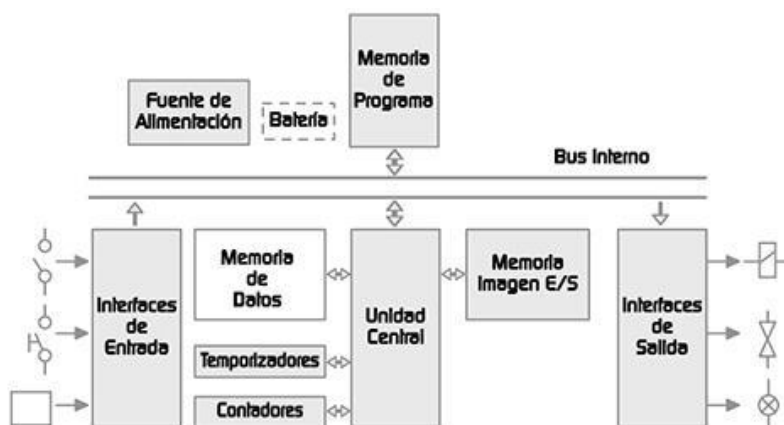 Memoria
de
Programa
Fuente de
Alimentación
Batería
Bus Interno
Interfaces
de
Entrada
Memoria
de
Datos
Temporizadores
Contadores
Unidad
Central
Memoria
Imagen E/S
Interfaces
de
Salida